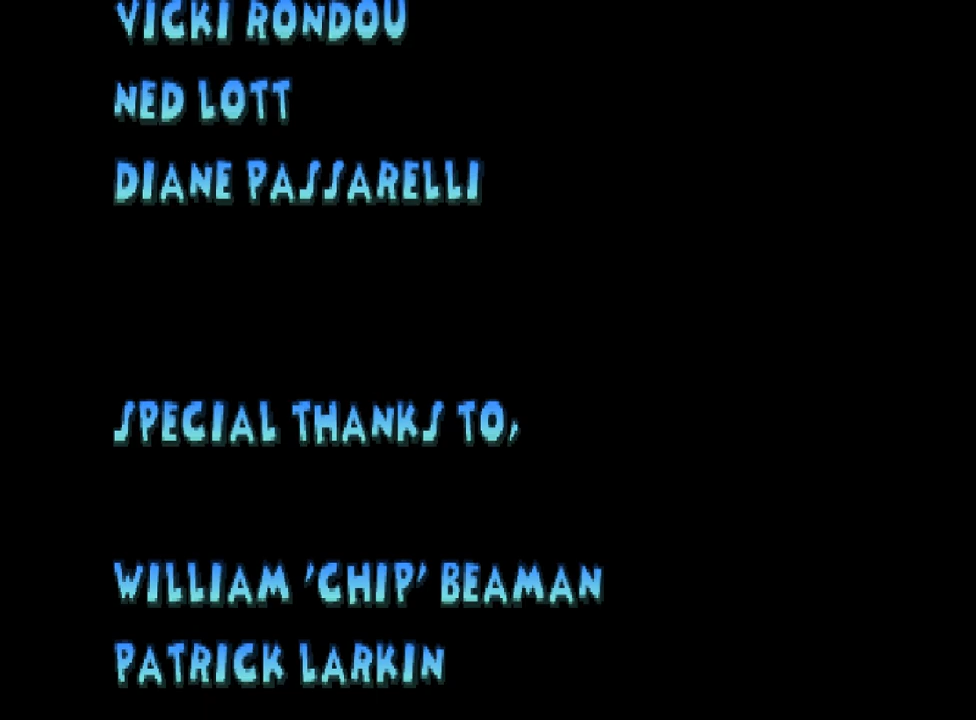 VICKI RONDOU
NED LOTT
DIANE PASSARELLI
SPECIAL THANKS TO,
WILLIAM 'CHIP' BEAMAN
PATRICK LARKIN